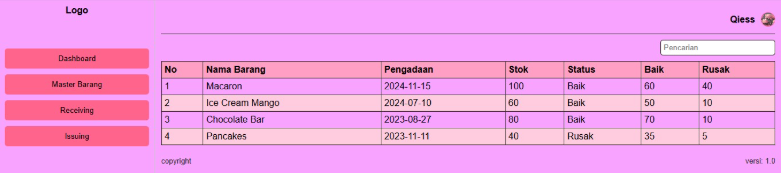 Logo
Qiess
Dashboard
Master Barang
Receiving
Issuing
Pencarian
No Nama Barang Pengadaan Stok Status Baik Rusak
1 Macaron 2024-11-15 100 Baik 60 40
2 Ice Cream Mango 2024-07-10 60 Baik 50 10
3 Chocolate Bar 2023-08-27 80 Baik 70 10
4 Pancakes 2023-11-11 40 Rusak 35 5
copyright versi: 1.0